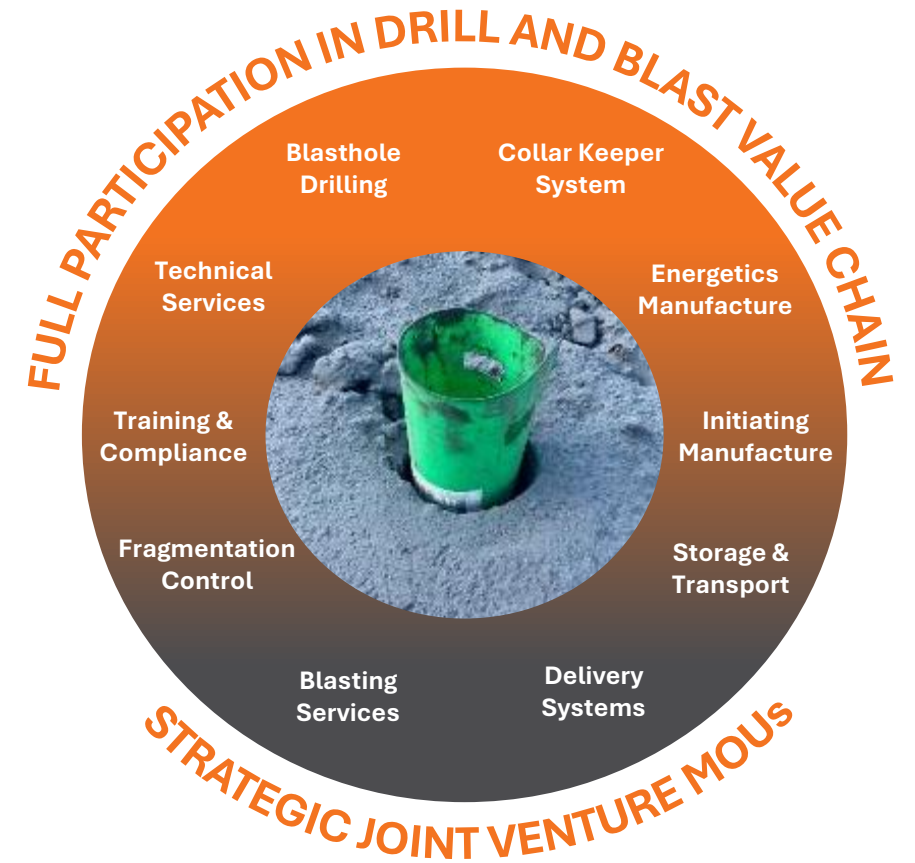 FULL PARTICIPATION IN DRILL AND BLAST VALUE CHAIN
Blasthole
Drilling
Collar Keeper
System
Energetics
Manufacture
Initiating
Manufacture
Storage &
Transport
Delivery
Systems
Blasting
Services
Fragmentation
Control
Training &
Compliance
Technical
Services
STRATEGIC JOINT VENTURE MOUs